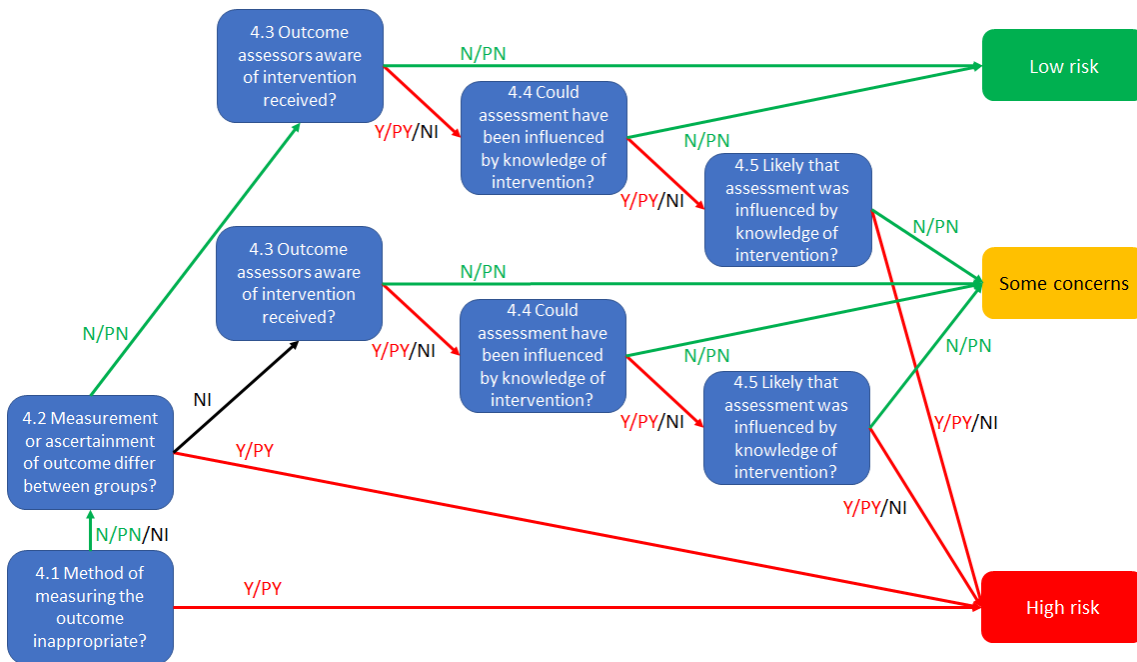 4.3 Outcome
assessors aware
of intervention
received?
N/PN
Low risk
Y/PY/NI
4.4 Could
assessment have
been influenced
by knowledge of
intervention?
N/PN
Y/PY/NI
4.5 Likely that
assessment was
influenced by
knowledge of
intervention?
N/PN
4.3 Outcome
assessors aware
of intervention
received?
N/PN
Some concerns
Y/PY/NI
4.4 Could
assessment have
been influenced
by knowledge of
intervention?
N/PN
Y/PY/NI
4.5 Likely that
assessment was
influenced by
knowledge of
intervention?
N/PN
Y/PY/NI
Y/PY/NI
N/PN
NI
4.2 Measurement
or ascertainment
of outcome differ
between groups?
Y/PY
N/PN/NI
4.1 Method of
measuring the
outcome
inappropriate?
Y/PY
High risk